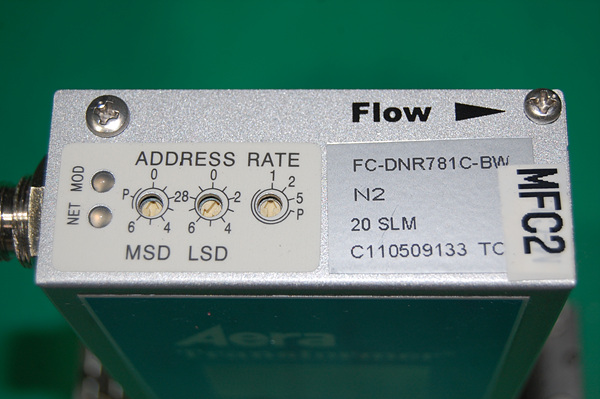 Flow
ADDRESS RATE
MOD
NET
0
P
2
6
4
0
8
2
6
4
1
2
5
P
MSD LSD
FC-DNR781C-BW
N2
20 SLM
C110509133 TC
MFC2
Aera
Transformer